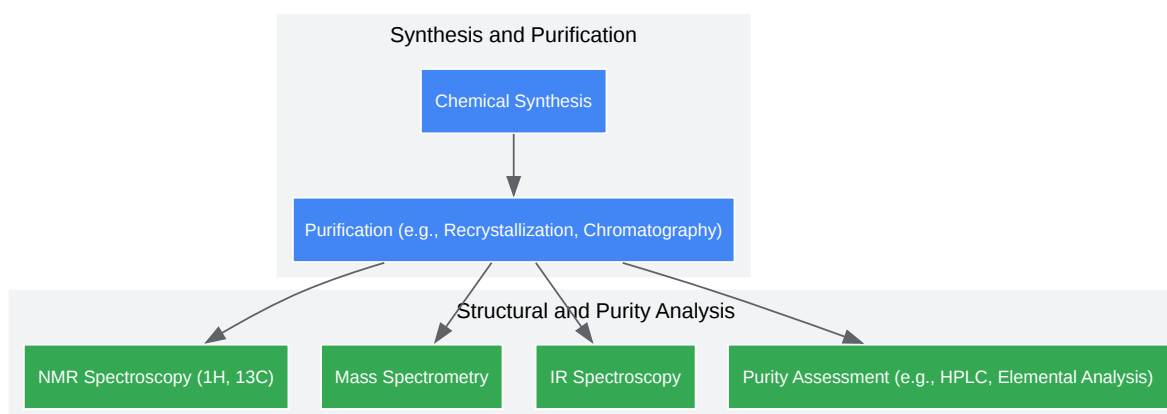 Synthesis and Purification
Chemical Synthesis
Purification (e.g., Recrystallization, Chromatography)
Structural and Purity Analysis
NMR Spectroscopy (1H, 13C)
Mass Spectrometry
IR Spectroscopy
Purity Assessment (e.g., HPLC, Elemental Analysis)